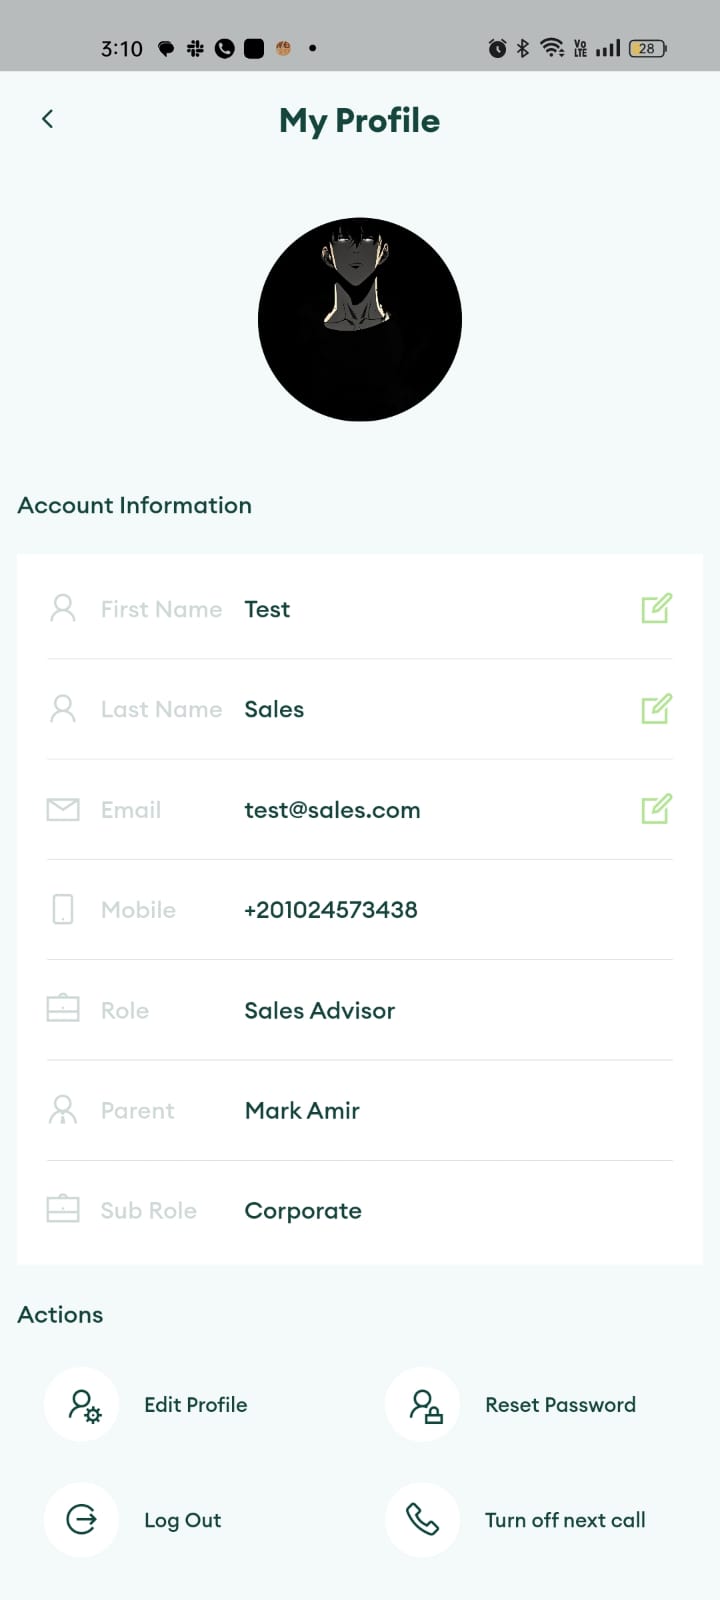 3:10
Vo
LTE
28
My Profile
Account Information
First Name Test
Last Name Sales
Email test@sales.com
Mobile +201024573438
Role Sales Advisor
Parent Mark Amir
Sub Role Corporate
Actions
Edit Profile Reset Password
Log Out Turn off next call